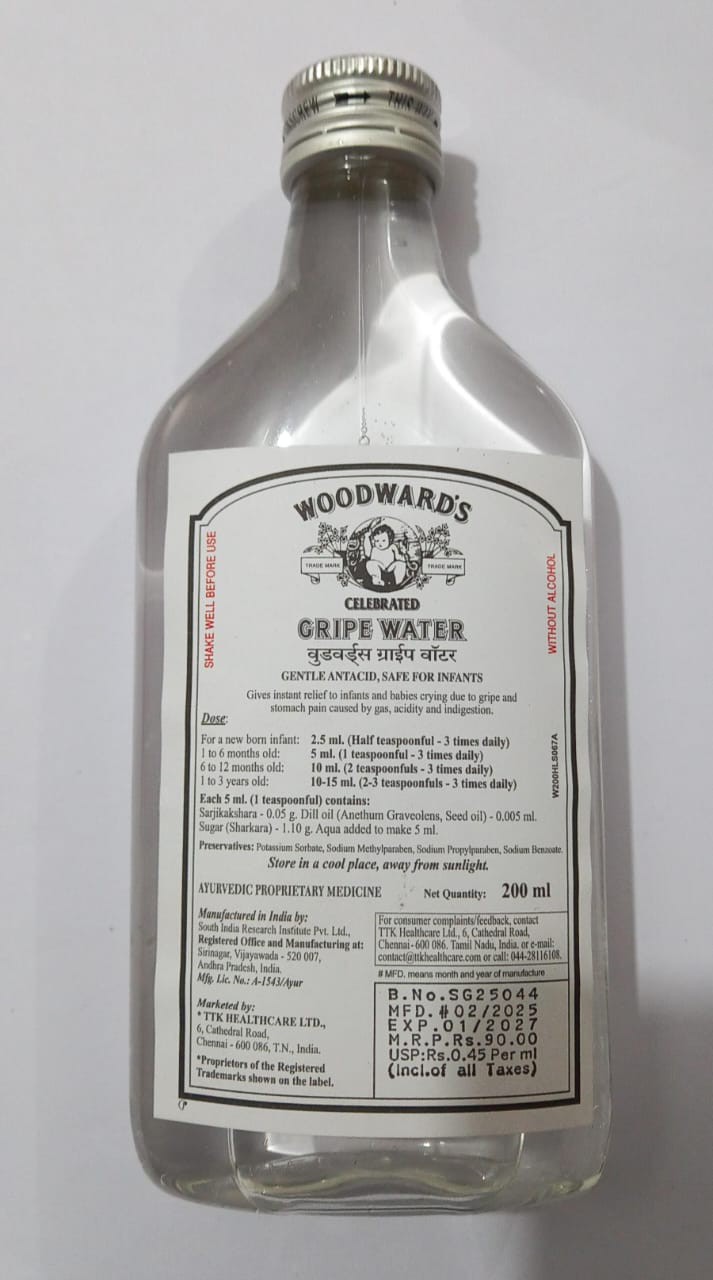 UNSCREW THIS WAY
WOODWARD'S
TRADE MARK TRADE MARK
CELEBRATED
GRIPE WATER
वुडवर्ड्स ग्राईप वॉटर
GENTLE ANTACID, SAFE FOR INFANTS
Gives instant relief to infants and babies crying due to gripe and
stomach pain caused by gas, acidity and indigestion.
SHAKE WELL BEFORE USE
WITHOUT ALCOHOL
Dose:
For a new born infant: 2.5 ml. (Half teaspoonful - 3 times daily)
1 to 6 months old: 5 ml. (1 teaspoonful - 3 times daily)
6 to 12 months old: 10 ml. (2 teaspoonfuls - 3 times daily)
1 to 3 years old: 10-15 ml. (2-3 teaspoonfuls - 3 times daily)
W200HLS067A
Each 5 ml. (1 teaspoonful) contains:
Sarjikakshara - 0.05 g. Dill oil (Anethum Graveolens, Seed oil) - 0.005 ml.
Sugar (Sharkara) - 1.10 g. Aqua added to make 5 ml.
Preservatives: Potassium Sorbate, Sodium Methylparaben, Sodium Propylparaben, Sodium Benzoate.
Store in a cool place, away from sunlight.
AYURVEDIC PROPRIETARY MEDICINE Net Quantity: 200 ml
Manufactured in India by:
South India Research Institute Pvt. Ltd.,
Registered Office and Manufacturing at:
Sirinagar, Vijayawada - 520 007,
Andhra Pradesh, India.
Mfg. Lic. No.: A-1543/Ayur
Marketed by:
*TTK HEALTHCARE LTD.,
6, Cathedral Road,
Chennai - 600 086, T.N., India.
*Proprietors of the Registered
Trademarks shown on the label.
For consumer complaints/feedback, contact
TTK Healthcare Ltd., 6, Cathedral Road,
Chennai-600 086, Tamil Nadu, India. or e-mail:
contact@ttkhealthcare.com or call: 044-28116108.
# MFD. means month and year of manufacture
B.No.SG25044
MFD.#02/2025
EXP.01/2027
M.R.P.Rs.90.00
USP:Rs.0.45 Per ml
(incl.of all Taxes)